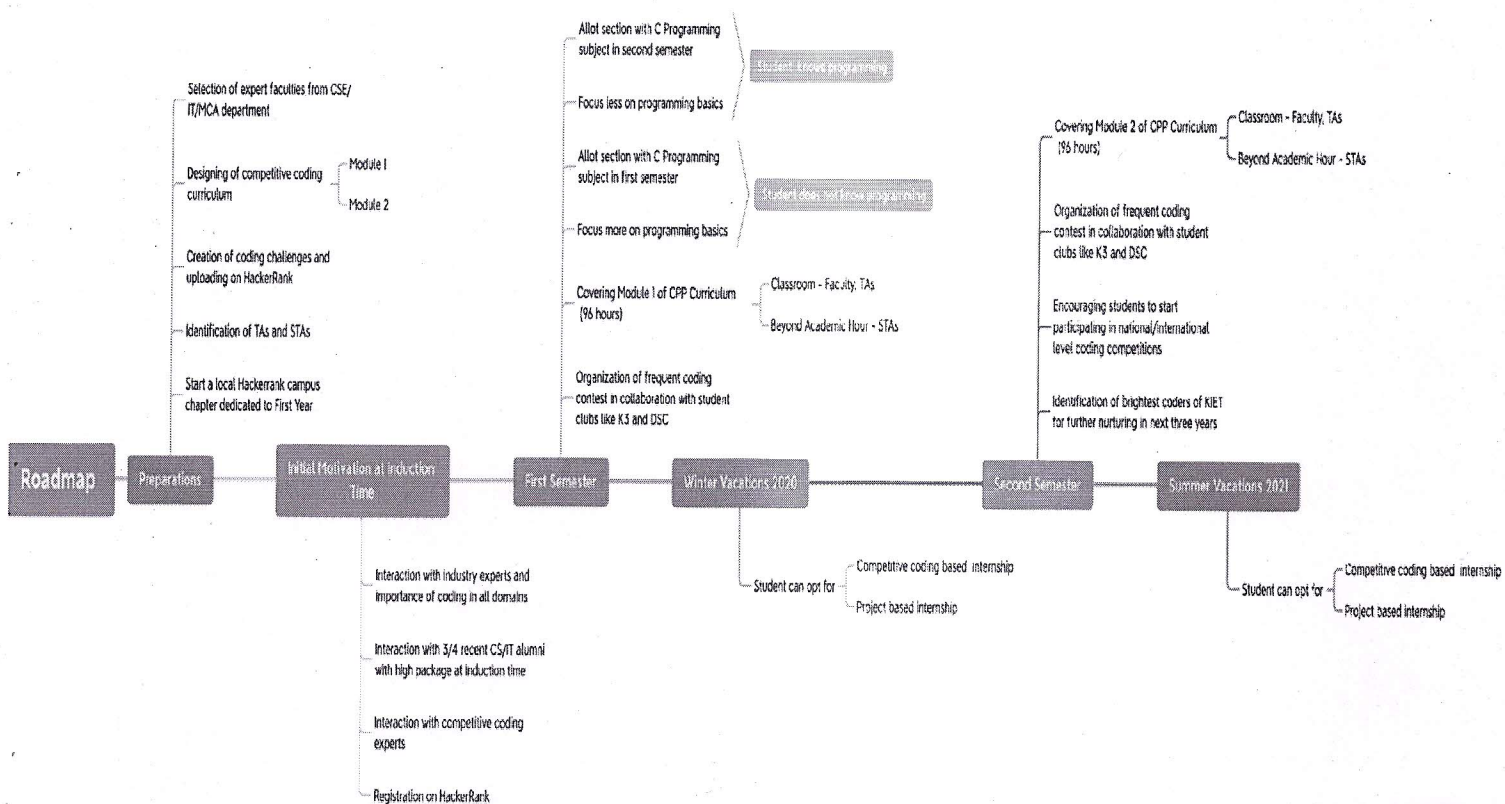 Roadmap
Preparations
Selection of expert faculties from CSE/
IT/MCA department
Designing of competitive coding
curriculum
Module 1
Module 2
Creation of coding challenges and
uploading on HackerRank
Identification of TAs and STAs
Start a local Hackerrank campus
chapter dedicated to First Year
Initial Motivation at Induction
Time
Interaction with industry experts and
importance of coding in all domains
Interaction with 3/4 recent CS/IT alumni
with high package at induction time
Interaction with competitive coding
experts
Registration on HackerRank
First Semester
Allot section with C Programming
subject in second semester
Focus less on programming basics
Student knows programming
Allot section with C Programming
subject in first semester
Focus more on programming basics
Student does not know programming
Covering Module 1 of CPP Curriculum
(96 hours)
Classroom - Faculty, TAs
Beyond Academic Hour - STAs
Organization of frequent coding
contest in collaboration with student
clubs like K3 and DSC
Winter Vacations 2020
Student can opt for
Competitive coding based internship
Project based internship
Second Semester
Covering Module 2 of CPP Curriculum
(96 hours)
Classroom - Faculty, TAs
Beyond Academic Hour - STAs
Organization of frequent coding
contest in collaboration with student
clubs like K3 and DSC
Encouraging students to start
participating in national/international
level coding competitions
Identification of brightest coders of KIET
for further nurturing in next three years
Summer Vacations 2021
Student can opt for
Competitive coding based internship
Project based internship